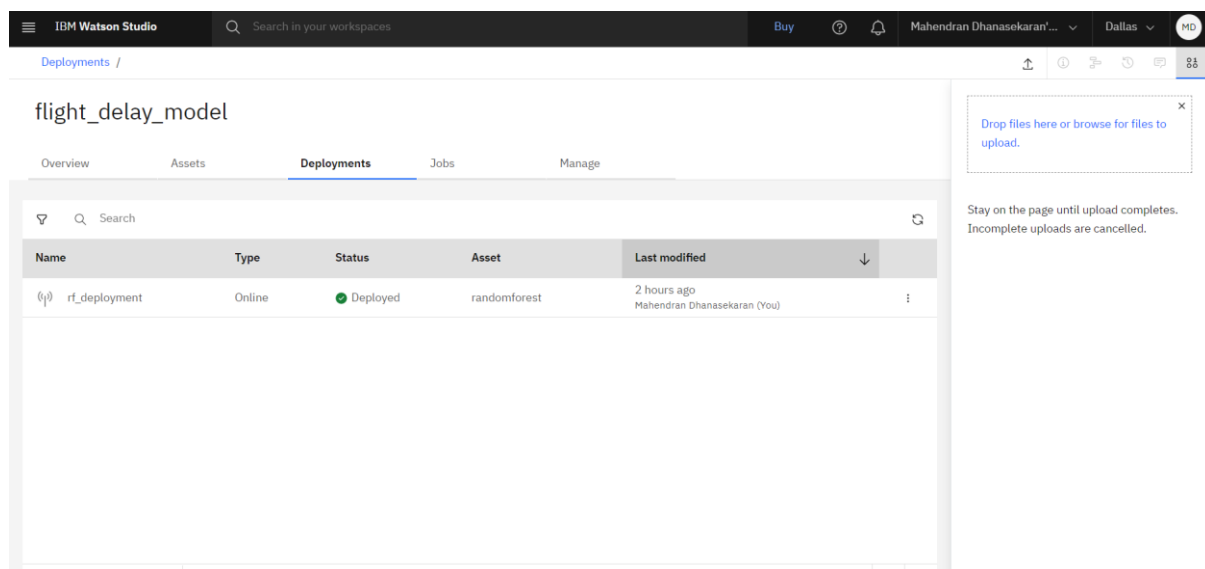 IBM Watson Studio
Search in your workspaces
Buy
Mahendran Dhanasekaran'...
Dallas
MD
Deployments /
flight_delay_model
Overview Assets Deployments Jobs Manage
Search
Name Type Status Asset Last modified
rf_deployment Online Deployed randomforest 2 hours ago
Mahendran Dhanasekaran (You)
Drop files here or browse for files to
upload.
Stay on the page until upload completes.
Incomplete uploads are cancelled.